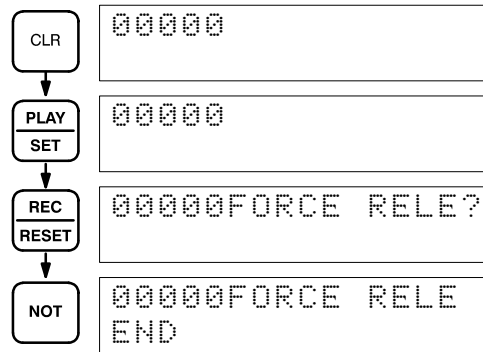 CLR
00000
PLAY
SET
00000
REC
RESET
00000FORCE RELE?
NOT
00000FORCE RELE
END